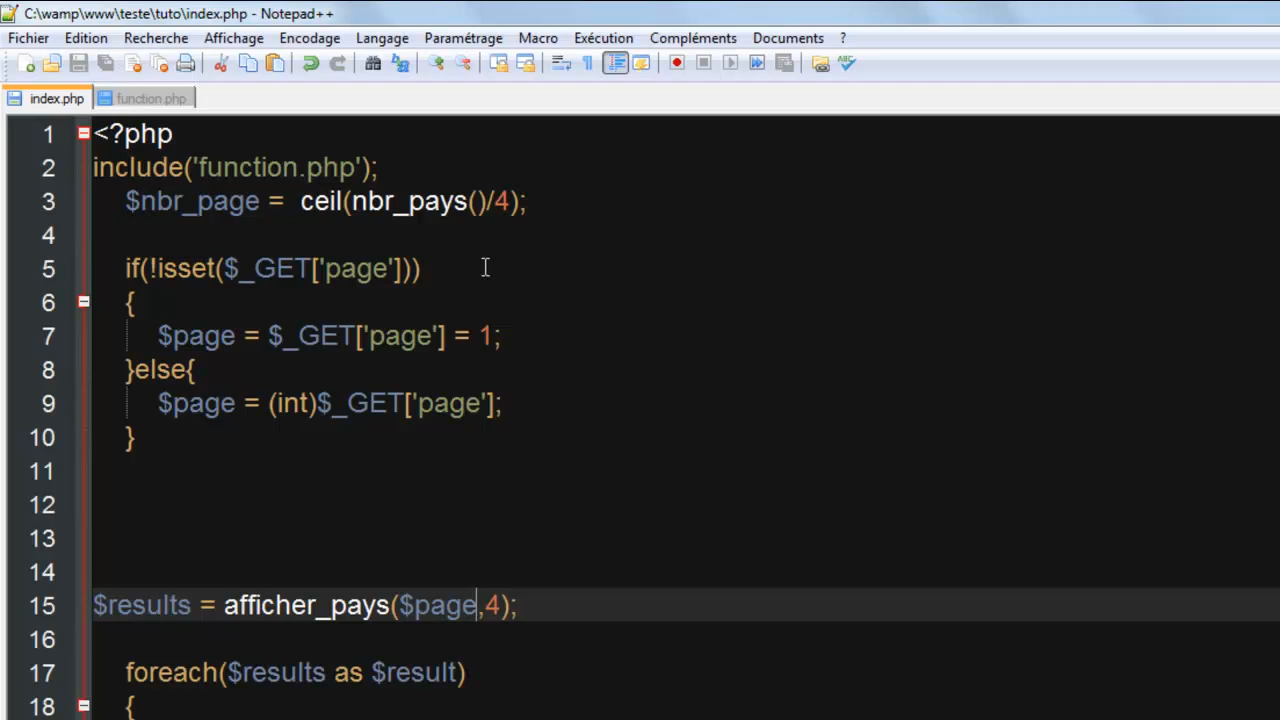 C:\wamp\www\teste\tuto\index.php - Notepad++
Fichier Edition Recherche Affichage Encodage Langage Paramétrage Macro Exécution Compléments Documents ?
index.php function.php
1 <?php
2 include('function.php');
3 $nbr_page = ceil(nbr_pays()/4);
4
5 if(!isset($_GET['page']))
6 {
7 $page = $_GET['page'] = 1;
8 }else{
9 $page = (int)$_GET['page'];
10 }
11
12
13
14
15 $results = afficher_pays($page,4);
16
17 foreach($results as $result)
18 {